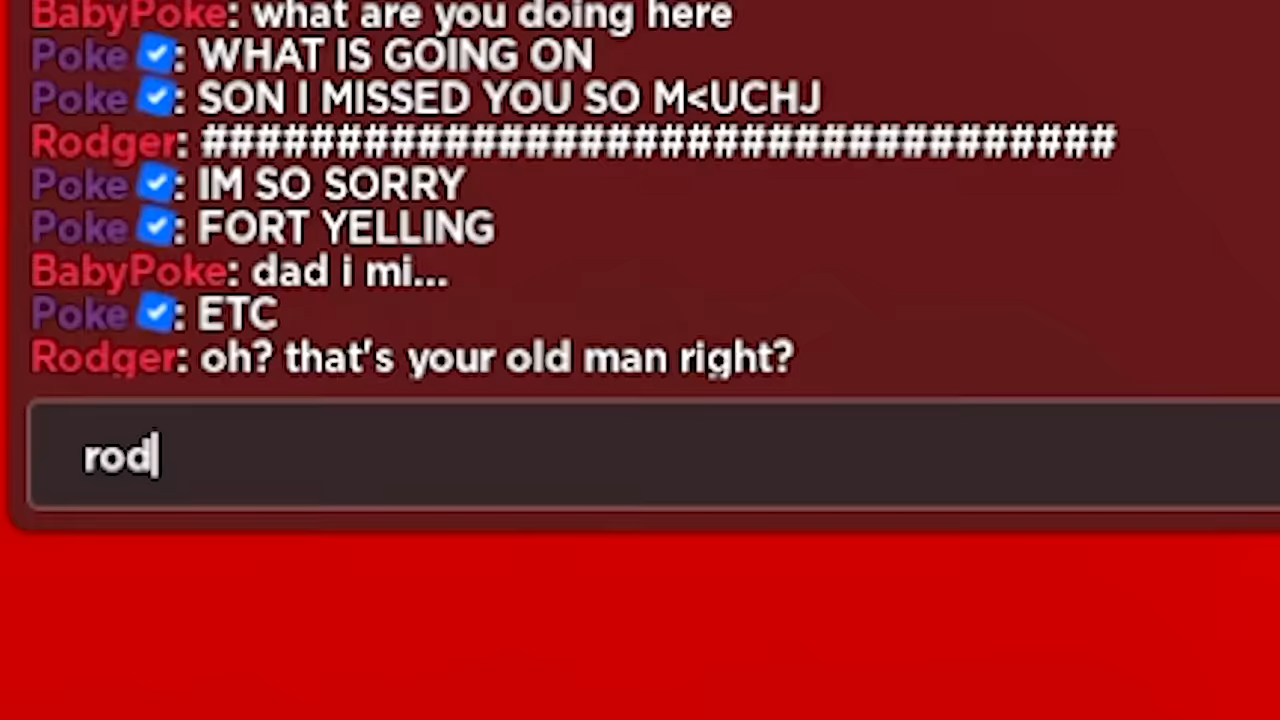 BabyPoke: what are you doing here
Poke: WHAT IS GOING ON
Poke: SON I MISSED YOU SO M<UCHJ
Rodger: ##################################
Poke: IM SO SORRY
Poke: FORT YELLING
BabyPoke: dad i mi...
Poke: ETC
Rodger: oh? that's your old man right?
rod